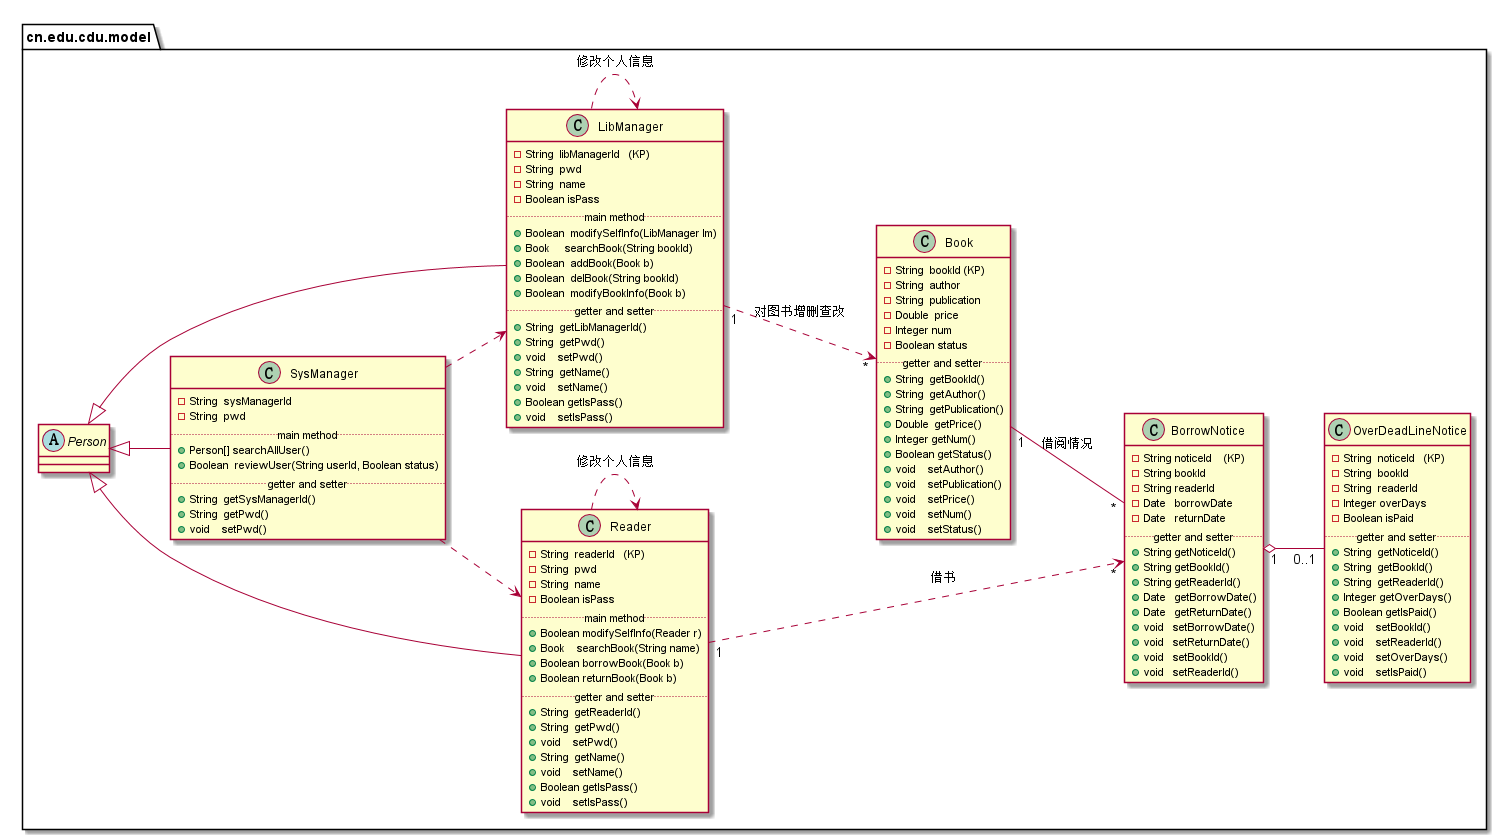 cn.edu.cdu.model
修改个人信息
C LibManager
String libManagerId (KP)
String pwd
String name
Boolean isPass
main method
Boolean modifySelfInfo(LibManager lm)
Book searchBook(String bookId)
Boolean addBook(Book b)
Boolean delBook(String bookId)
Boolean modifyBookInfo(Book b)
getter and setter
String getLibManagerId()
String getPwd()
void setPwd()
String getName()
void setName()
Boolean getIsPass()
void setIsPass()
1
对图书增删查改
*
C Book
String bookId (KP)
String author
String publication
Double price
Integer num
Boolean status
getter and setter
String getBookId()
String getAuthor()
String getPublication()
Double getPrice()
Integer getNum()
Boolean getStatus()
void setAuthor()
void setPublication()
void setPrice()
void setNum()
void setStatus()
1
借阅情况
*
C SysManager
String sysManagerId
String pwd
main method
Person[] searchAllUser()
Boolean reviewUser(String userId, Boolean status)
getter and setter
String getSysManagerId()
String getPwd()
void setPwd()
A Person
修改个人信息
C Reader
String readerId (KP)
String pwd
String name
Boolean isPass
main method
Boolean modifySelfInfo(Reader r)
Book searchBook(String name)
Boolean borrowBook(Book b)
Boolean returnBook(Book b)
getter and setter
String getReaderId()
String getPwd()
void setPwd()
String getName()
void setName()
Boolean getIsPass()
void setIsPass()
1
借书
*
C BorrowNotice
String noticeId (KP)
String bookId
String readerId
Date borrowDate
Date returnDate
getter and setter
String getNoticeId()
String getBookId()
String getReaderId()
Date getBorrowDate()
Date getReturnDate()
void setBorrowDate()
void setReturnDate()
void setBookId()
void setReaderId()
1 0..1
C OverDeadLineNotice
String noticeId (KP)
String bookId
String readerId
Integer overDays
Boolean isPaid
getter and setter
String getNoticeId()
String getBookId()
String getReaderId()
Integer getOverDays()
Boolean getIsPaid()
void setBookId()
void setReaderId()
void setOverDays()
void setIsPaid()